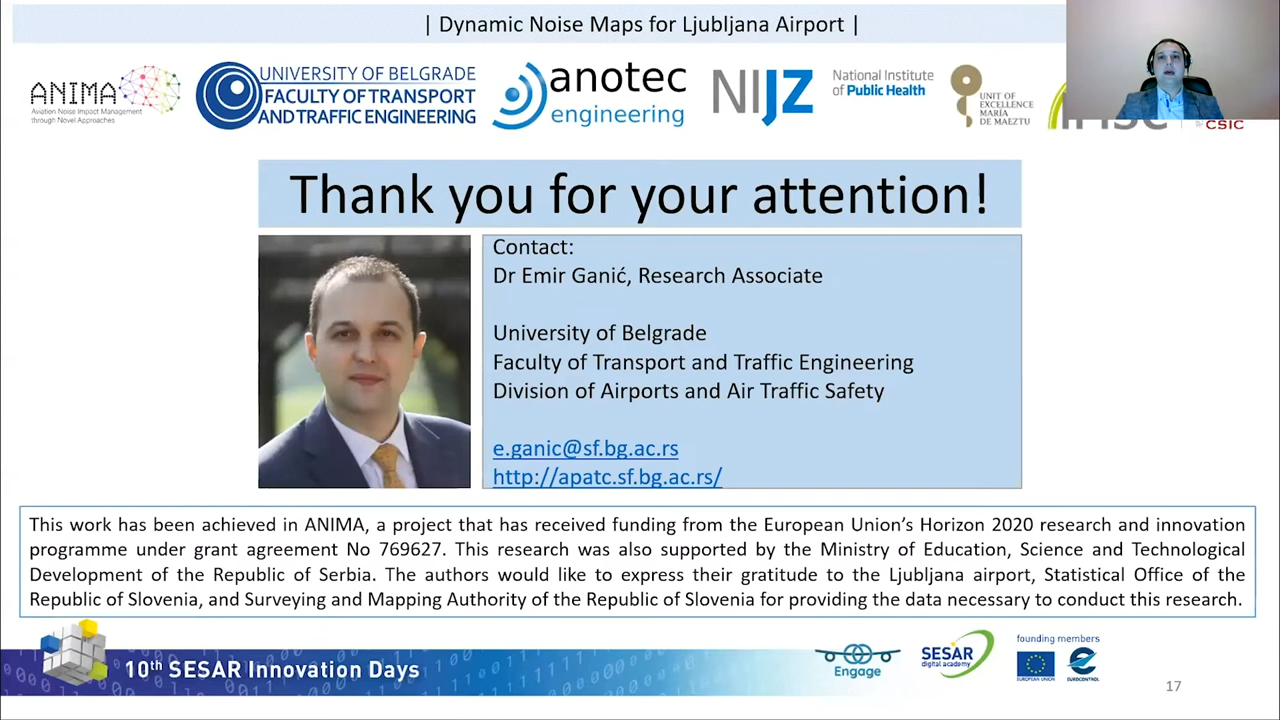 | Dynamic Noise Maps for Ljubljana Airport |
ANIMA
Aviation Noise Impact Management
through Novel Approaches
UNIVERSITY OF BELGRADE
FACULTY OF TRANSPORT
AND TRAFFIC ENGINEERING
anotec
engineering
NIJZ
National Institute
of Public Health
UNIT OF
EXCELLENCE
MARÍA
DE MAEZTU
CSIC
Thank you for your attention!
Contact:
Dr Emir Ganić, Research Associate
University of Belgrade
Faculty of Transport and Traffic Engineering
Division of Airports and Air Traffic Safety
e.ganic@sf.bg.ac.rs
http://apatc.sf.bg.ac.rs/
This work has been achieved in ANIMA, a project that has received funding from the European Union's Horizon 2020 research and innovation
programme under grant agreement No 769627. This research was also supported by the Ministry of Education, Science and Technological
Development of the Republic of Serbia. The authors would like to express their gratitude to the Ljubljana airport, Statistical Office of the
Republic of Slovenia, and Surveying and Mapping Authority of the Republic of Slovenia for providing the data necessary to conduct this research.
10th SESAR Innovation Days
Engage
SESAR
digital academy
founding members
EUROPEAN UNION
EUROCONTROL
17